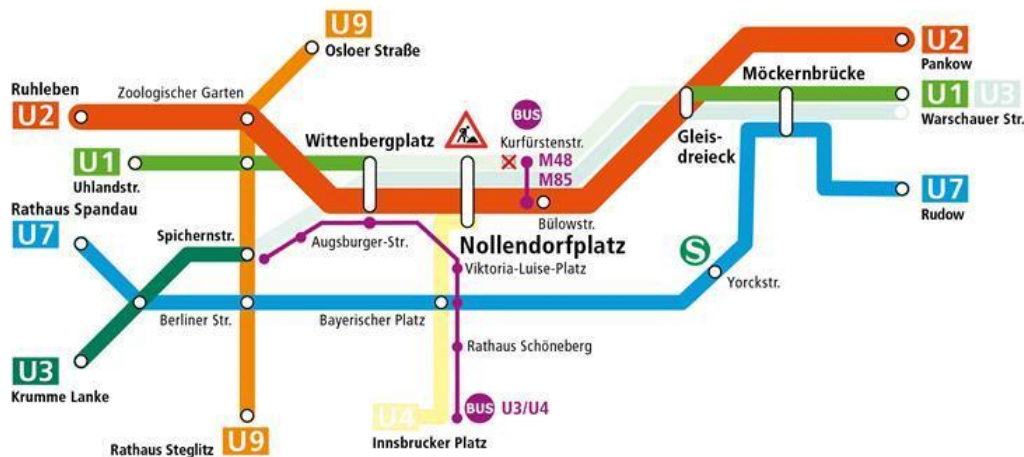 U9
Osloer Straße
U2
Pankow
Ruhleben
U2
Zoologischer Garten
Möckernbrücke
U1 U3
Warschauer Str.
BUS
Wittenbergplatz
Kurfürstenstr.
M48
M85
Gleis-
dreieck
U1
Uhlandstr.
U7
Rudow
Rathaus Spandau
U7
Spichernstr.
Augsburger-Str.
Bülowstr.
Nollendorfplatz
Viktoria-Luise-Platz
S
Yorckstr.
Berliner Str.
Bayerischer Platz
Rathaus Schöneberg
U3
Krumme Lanke
U4
BUS U3/U4
Innsbrucker Platz
Rathaus Steglitz
U9